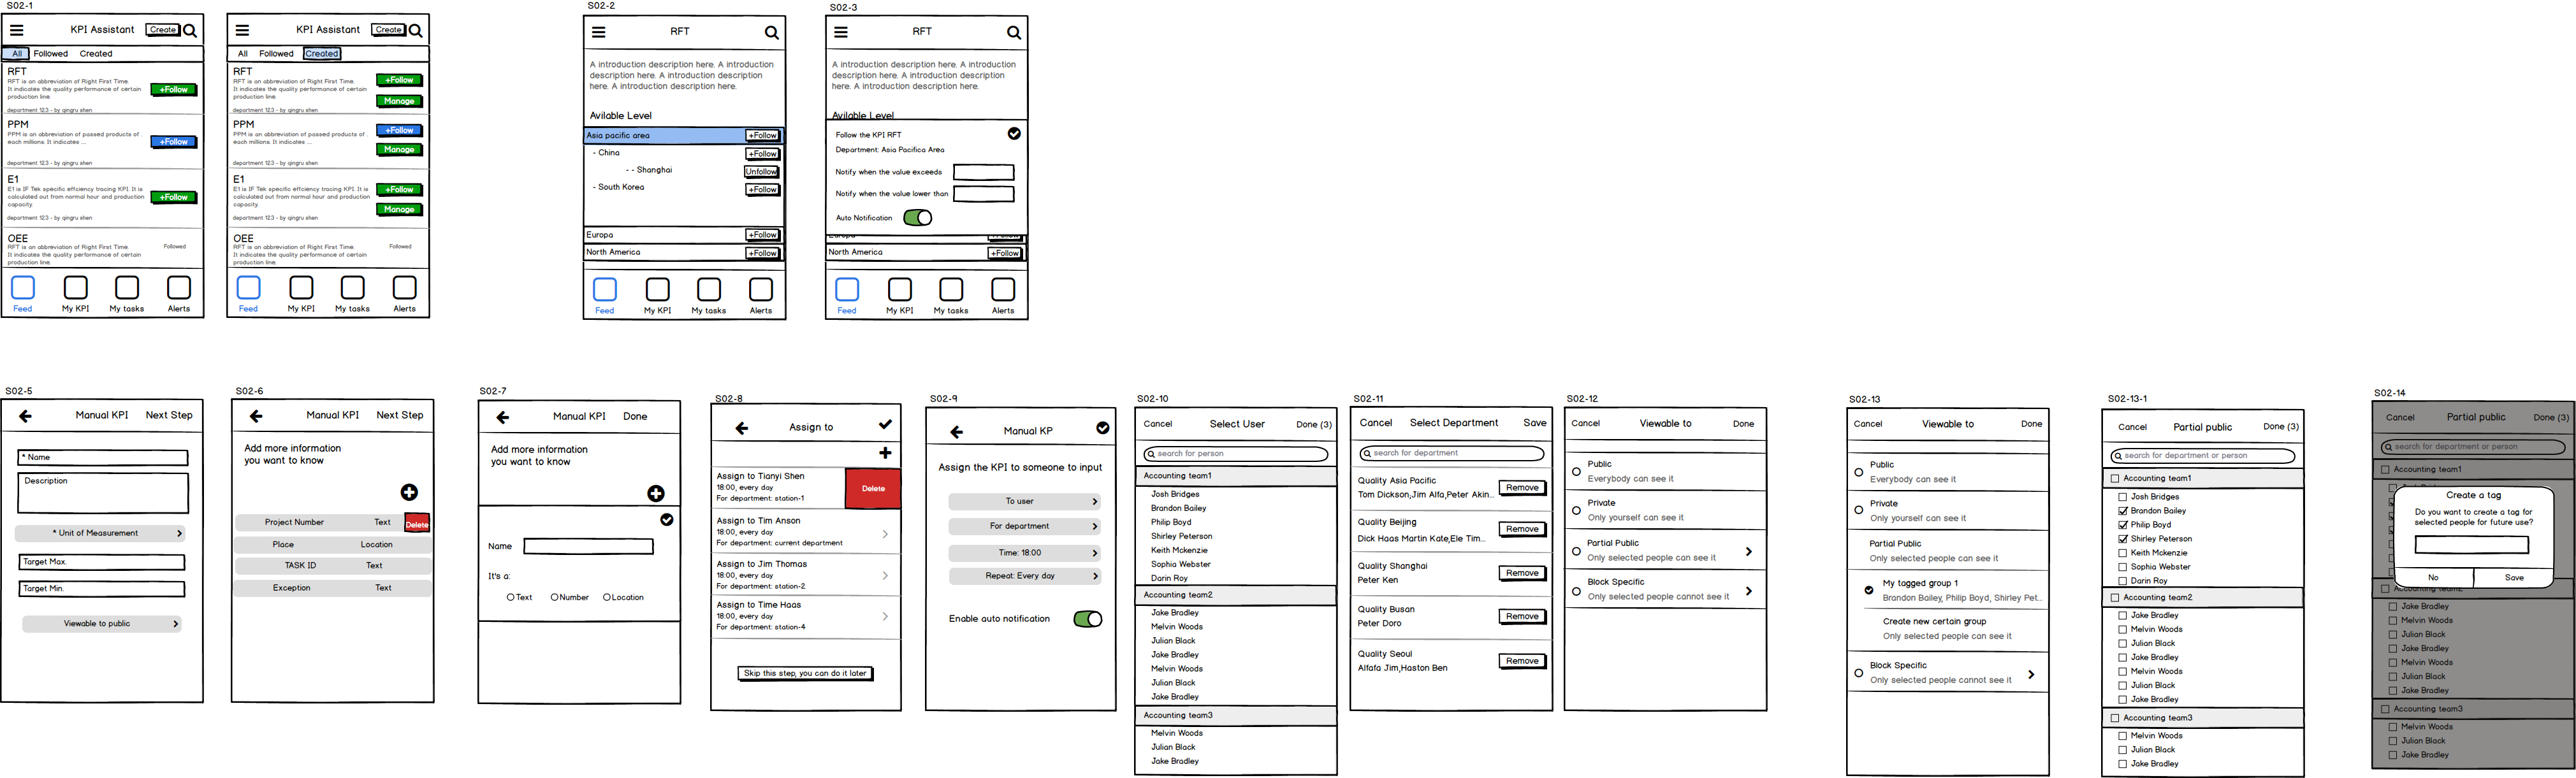 S02-1
KPI Assistant
Create
All
Followed
Created
RFT
RFT is an abbreviation of Right First Time.
It indicates the quality performance of certain
production line.
+Follow
department 123 - by qingru shen
PPM
PPM is an abbreviation of passed products of .
each millions. It indicates ...
+Follow
department 123 - by qingru shen
E1
E1 is IF Tek specific effciency tracing KPI. It is
calculated out from normal hour and production
capacity.
+Follow
department 123 - by qingru shen
OEE
RFT is an abbreviation of Right First Time.
It indicates the quality performance of certain
production line.
Followed
Feed
My KPI
My tasks
Alerts
KPI Assistant
Create
All
Followed
Created
RFT
RFT is an abbreviation of Right First Time.
It indicates the quality performance of certain
production line.
+Follow
Manage
department 123 - by qingru shen
PPM
PPM is an abbreviation of passed products of .
each millions. It indicates ...
+Follow
Manage
department 123 - by qingru shen
E1
E1 is IF Tek specific effciency tracing KPI. It is
calculated out from normal hour and production
capacity.
+Follow
Manage
department 123 - by qingru shen
OEE
RFT is an abbreviation of Right First Time.
It indicates the quality performance of certain
production line.
Followed
Feed
My KPI
My tasks
Alerts
S02-2
RFT
A introduction description here. A introduction
description here. A introduction description
here. A introduction description here.
Avilable Level
Asia pacific area
+Follow
- China
+Follow
- - Shanghai
Unfollow
- South Korea
+Follow
Europa
+Follow
North America
+Follow
Feed
My KPI
My tasks
Alerts
S02-3
RFT
A introduction description here. A introduction
description here. A introduction description
here. A introduction description here.
Avilable Level
Follow the KPI RFT
Department: Asia Pacifica Area
Notify when the value exceeds
Notify when the value lower than
Auto Notification
Europa
+Follow
North America
+Follow
Feed
My KPI
My tasks
Alerts
S02-5
Manual KPI
Next Step
* Name
Description
* Unit of Measurement
Target Max.
Target Min.
Viewable to public
S02-6
Manual KPI
Next Step
Add more information
you want to know
Project Number
Text
Delete
Place
Location
TASK ID
Text
Exception
Text
S02-7
Manual KPI
Done
Add more information
you want to know
Name
It's a:
Text
Number
Location
S02-8
Assign to
Assign to Tianyi Shen
18:00, every day
For department: station-1
Delete
Assign to Tim Anson
18:00, every day
For department: current department
Assign to Jim Thomas
18:00, every day
For department: station-2
Assign to Time Haas
18:00, every day
For department: station-4
Skip this step, you can do it later
S02-9
Manual KP
Assign the KPI to someone to input
To user
For department
Time: 18:00
Repeat: Every day
Enable auto notification
S02-10
Cancel
Select User
Done (3)
search for person
Accounting team1
Josh Bridges
Brandon Bailey
Philip Boyd
Shirley Peterson
Keith Mckenzie
Sophia Webster
Darin Roy
Accounting team2
Jake Bradley
Melvin Woods
Julian Black
Jake Bradley
Melvin Woods
Julian Black
Jake Bradley
Accounting team3
Melvin Woods
Julian Black
Jake Bradley
S02-11
Cancel
Select Department
Save
search for department
Quality Asia Pacific
Tom Dickson,Jim Alfa,Peter Akin...
Remove
Quality Beijing
Dick Haas Martin Kate,Ele Tim...
Remove
Quality Shanghai
Peter Ken
Remove
Quality Busan
Peter Doro
Remove
Quality Seoul
Alfafa Jim,Haston Ben
Remove
S02-12
Cancel
Viewable to
Done
Public
Everybody can see it
Private
Only yourself can see it
Partial Public
Only selected people can see it
Block Specific
Only selected people cannot see it
S02-13
Cancel
Viewable to
Done
Public
Everybody can see it
Private
Only yourself can see it
Partial Public
Only selected people can see it
My tagged group 1
Brandon Bailey, Philip Boyd, Shirley Pet...
Create new certain group
Only selected people can see it
Block Specific
Only selected people cannot see it
S02-13-1
Cancel
Partial public
Done (3)
search for department or person
Accounting team1
Josh Bridges
Brandon Bailey
Philip Boyd
Shirley Peterson
Keith Mckenzie
Sophia Webster
Darin Roy
Accounting team2
Jake Bradley
Melvin Woods
Julian Black
Jake Bradley
Melvin Woods
Julian Black
Jake Bradley
Accounting team3
Melvin Woods
Julian Black
Jake Bradley
S02-14
Cancel
Partial public
Done (3)
search for department or person
Accounting team1
Create a tag
Do you want to create a tag for
selected people for future use?
No
Save
Accounting team2
Jake Bradley
Melvin Woods
Julian Black
Jake Bradley
Melvin Woods
Julian Black
Jake Bradley
Accounting team3
Melvin Woods
Julian Black
Jake Bradley